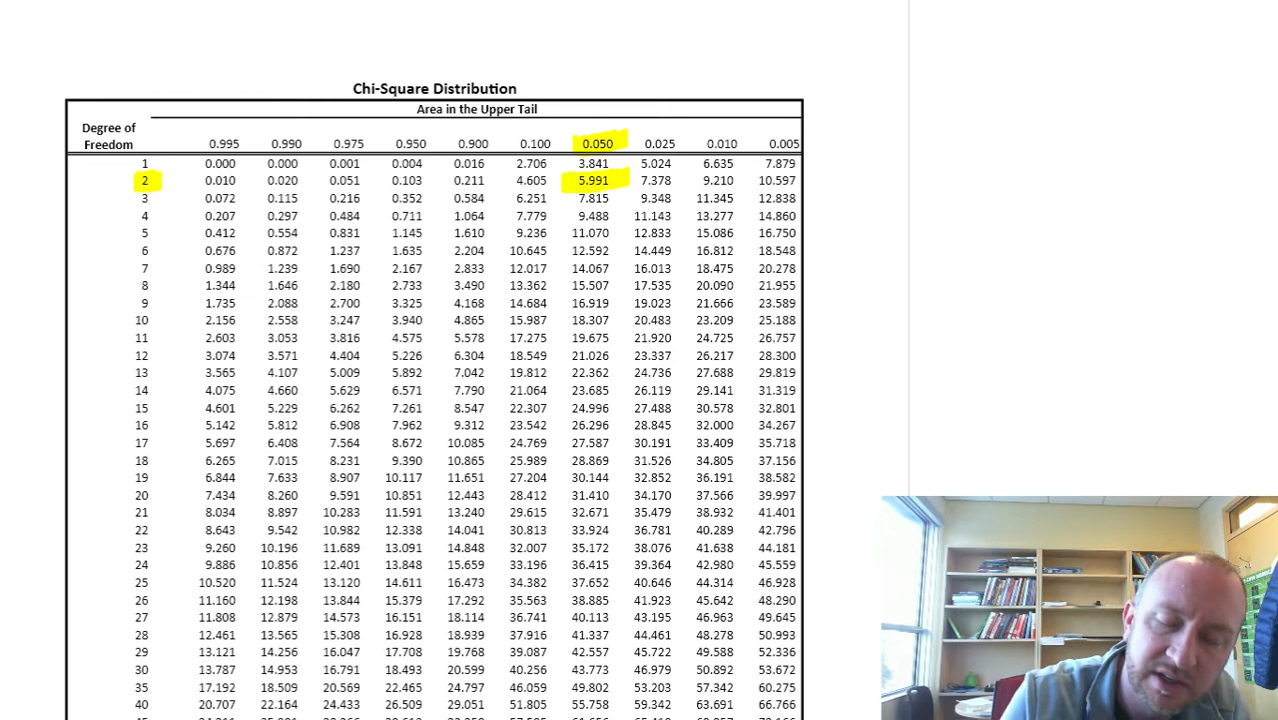 Chi-Square Distribution
Area in the Upper Tail
Degree of
Freedom 0.995 0.990 0.975 0.950 0.900 0.100 0.050 0.025 0.010 0.005
1 0.000 0.000 0.001 0.004 0.016 2.706 3.841 5.024 6.635 7.879
2 0.010 0.020 0.051 0.103 0.211 4.605 5.991 7.378 9.210 10.597
3 0.072 0.115 0.216 0.352 0.584 6.251 7.815 9.348 11.345 12.838
4 0.207 0.297 0.484 0.711 1.064 7.779 9.488 11.143 13.277 14.860
5 0.412 0.554 0.831 1.145 1.610 9.236 11.070 12.833 15.086 16.750
6 0.676 0.872 1.237 1.635 2.204 10.645 12.592 14.449 16.812 18.548
7 0.989 1.239 1.690 2.167 2.833 12.017 14.067 16.013 18.475 20.278
8 1.344 1.646 2.180 2.733 3.490 13.362 15.507 17.535 20.090 21.955
9 1.735 2.088 2.700 3.325 4.168 14.684 16.919 19.023 21.666 23.589
10 2.156 2.558 3.247 3.940 4.865 15.987 18.307 20.483 23.209 25.188
11 2.603 3.053 3.816 4.575 5.578 17.275 19.675 21.920 24.725 26.757
12 3.074 3.571 4.404 5.226 6.304 18.549 21.026 23.337 26.217 28.300
13 3.565 4.107 5.009 5.892 7.042 19.812 22.362 24.736 27.688 29.819
14 4.075 4.660 5.629 6.571 7.790 21.064 23.685 26.119 29.141 31.319
15 4.601 5.229 6.262 7.261 8.547 22.307 24.996 27.488 30.578 32.801
16 5.142 5.812 6.908 7.962 9.312 23.542 26.296 28.845 32.000 34.267
17 5.697 6.408 7.564 8.672 10.085 24.769 27.587 30.191 33.409 35.718
18 6.265 7.015 8.231 9.390 10.865 25.989 28.869 31.526 34.805 37.156
19 6.844 7.633 8.907 10.117 11.651 27.204 30.144 32.852 36.191 38.582
20 7.434 8.260 9.591 10.851 12.443 28.412 31.410 34.170 37.566 39.997
21 8.034 8.897 10.283 11.591 13.240 29.615 32.671 35.479 38.932 41.401
22 8.643 9.542 10.982 12.338 14.041 30.813 33.924 36.781 40.289 42.796
23 9.260 10.196 11.689 13.091 14.848 32.007 35.172 38.076 41.638 44.181
24 9.886 10.856 12.401 13.848 15.659 33.196 36.415 39.364 42.980 45.559
25 10.520 11.524 13.120 14.611 16.473 34.382 37.652 40.646 44.314 46.928
26 11.160 12.198 13.844 15.379 17.292 35.563 38.885 41.923 45.642 48.290
27 11.808 12.879 14.573 16.151 18.114 36.741 40.113 43.195 46.963 49.645
28 12.461 13.565 15.308 16.928 18.939 37.916 41.337 44.461 48.278 50.993
29 13.121 14.256 16.047 17.708 19.768 39.087 42.557 45.722 49.588 52.336
30 13.787 14.953 16.791 18.493 20.599 40.256 43.773 46.979 50.892 53.672
35 17.192 18.509 20.569 22.465 24.797 46.059 49.802 53.203 57.342 60.275
40 20.707 22.164 24.433 26.509 29.051 51.805 55.758 59.342 63.691 66.766